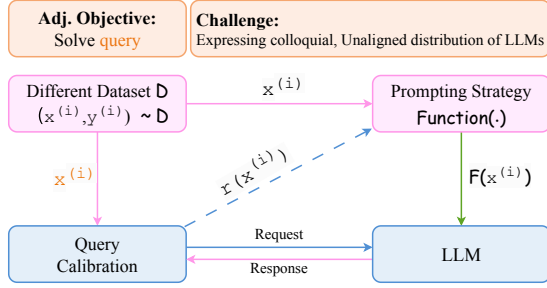 Adj. Objective:
Solve query
Challenge:
Expressing colloquial, Unaligned distribution of LLMs
Different Dataset D
(x^(i),y^(i)) ~ D
x^(i)
Prompting Strategy
Function(.)
x^(i)
r(x^(i))
F(x^(i))
Query
Calibration
Request
Response
LLM